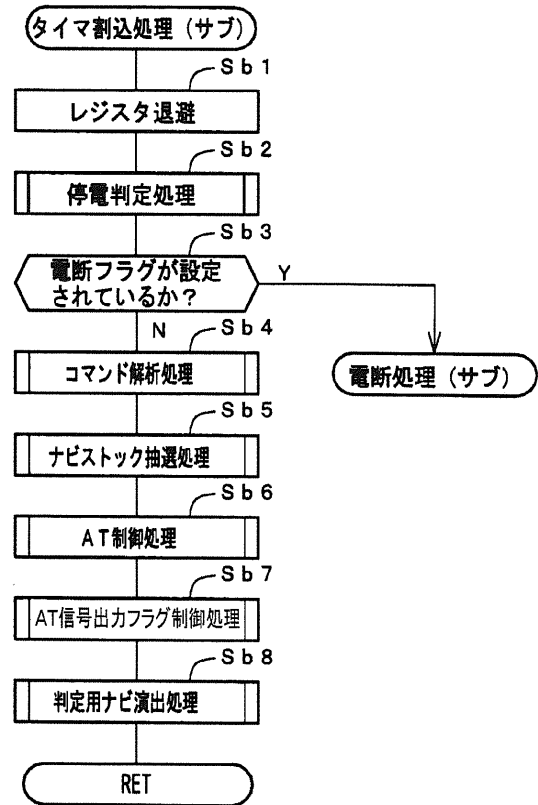 タイマ割込処理（サブ）
Ｓｂ１
レジスタ退避
Ｓｂ２
停電判定処理
Ｓｂ３
電断フラグが設定
されているか？
Ｙ
Ｎ
電断処理（サブ）
Ｓｂ４
コマンド解析処理
Ｓｂ５
ナビストック抽選処理
Ｓｂ６
ＡＴ制御処理
Ｓｂ７
AT信号出力フラグ制御処理
Ｓｂ８
判定用ナビ演出処理
RET